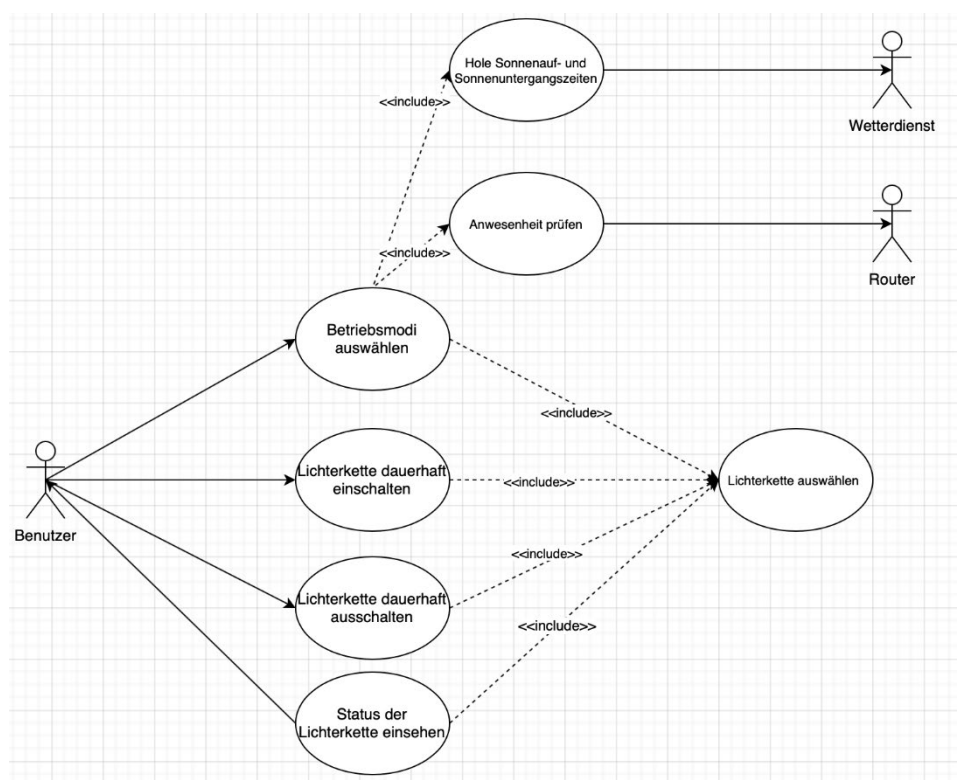 Hole Sonnenauf- und
Sonnenuntergangszeiten
<<include>>
Wetterdienst
Anwesenheit prüfen
<<include>>
Router
Betriebsmodi
auswählen
<<include>>
Lichterkette dauerhaft
einschalten
<<include>>
Lichterkette auswählen
Benutzer
<<include>>
Lichterkette dauerhaft
ausschalten
<<include>>
Status der
Lichterkette einsehen